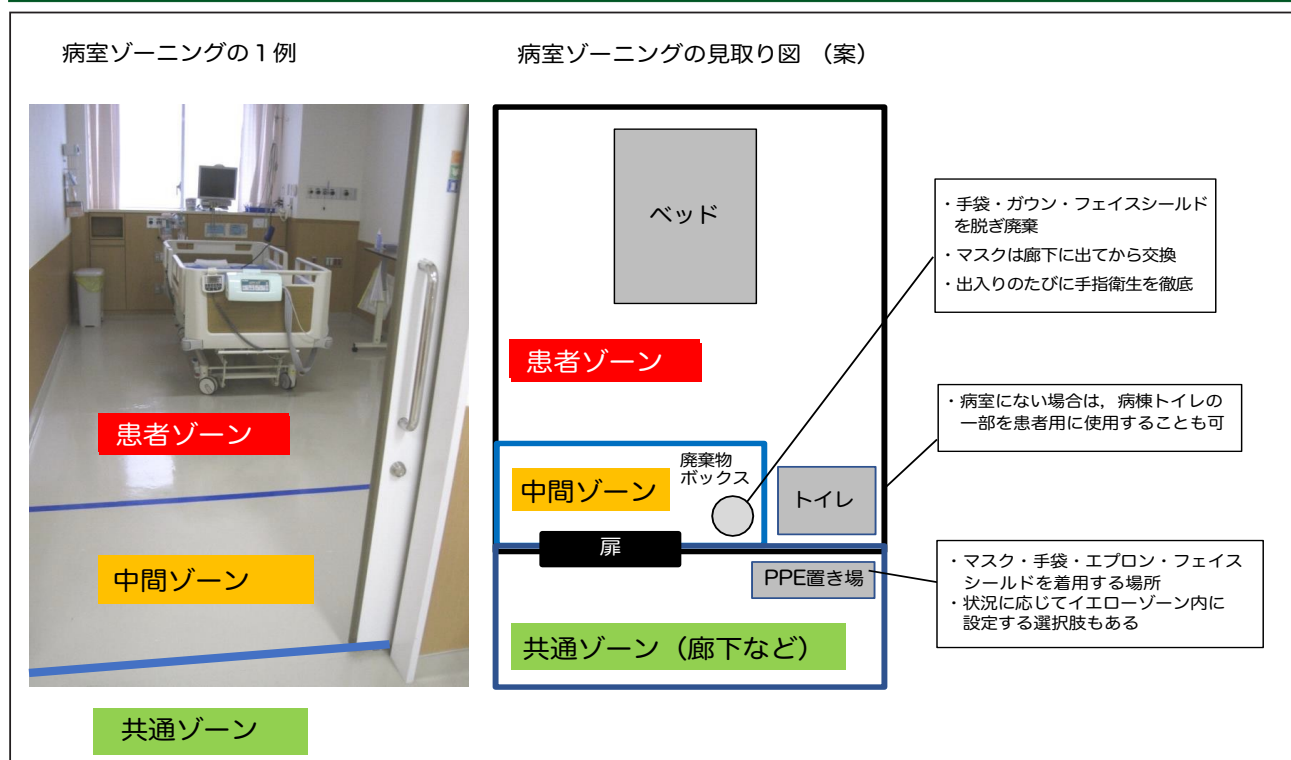 病室ゾーニングの１例
患者ゾーン
中間ゾーン
共通ゾーン
病室ゾーニングの見取り図 （案）
ベッド
患者ゾーン
中間ゾーン
廃棄物
ボックス
トイレ
扉
PPE置き場
共通ゾーン（廊下など）
・手袋・ガウン・フェイスシールド
を脱ぎ廃棄
・マスクは廊下に出てから交換
・出入りのたびに手指衛生を徹底
・病室にない場合は，病棟トイレの
一部を患者用に使用することも可
・マスク・手袋・エプロン・フェイス
シールドを着用する場所
・状況に応じてイエローゾーン内に
設定する選択肢もある